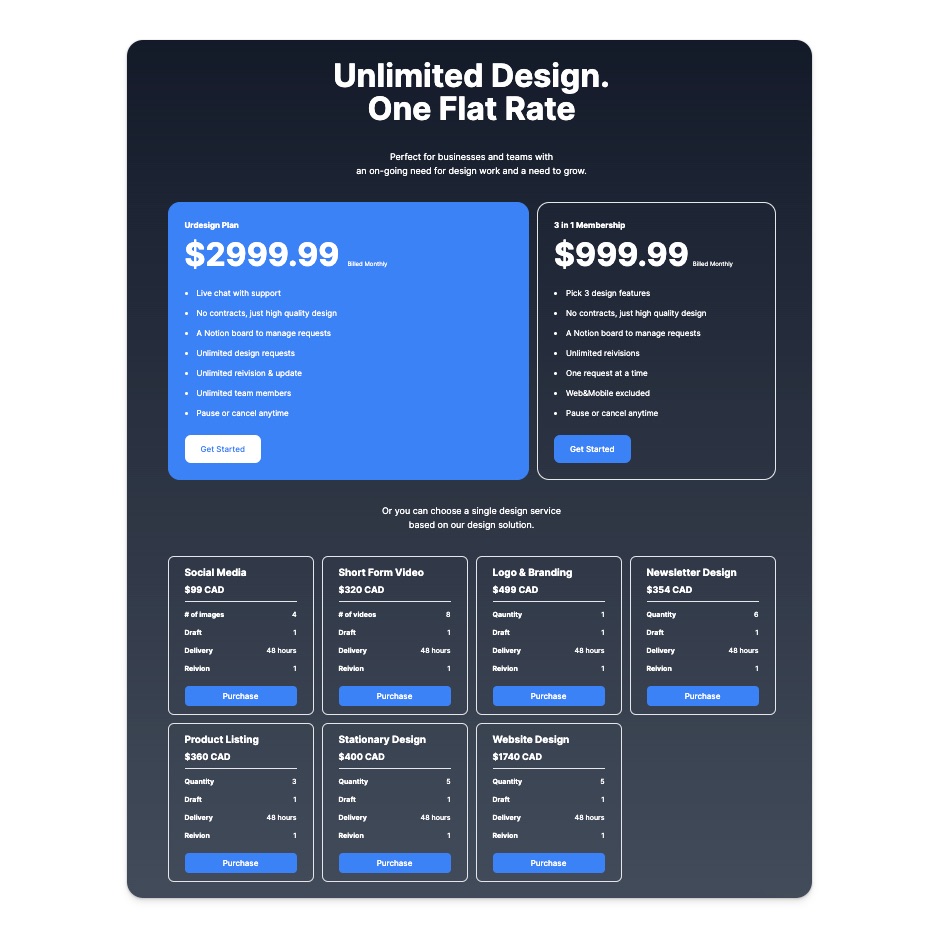 Unlimited Design.
One Flat Rate
Perfect for businesses and teams with
an on-going need for design work and a need to grow.
Urdesign Plan
$2999.99 Billed Monthly
Live chat with support
No contracts, just high quality design
A Notion board to manage requests
Unlimited design requests
Unlimited reivision & update
Unlimited team members
Pause or cancel anytime
Get Started
3 in 1 Membership
$999.99 Billed Monthly
Pick 3 design features
No contracts, just high quality design
A Notion board to manage requests
Unlimited reivisions
One request at a time
Web&Mobile excluded
Pause or cancel anytime
Get Started
Or you can choose a single design service
based on our design solution.
Social Media
$99 CAD
# of images 4
Draft 1
Delivery 48 hours
Reivion 1
Purchase
Short Form Video
$320 CAD
# of videos 8
Draft 1
Delivery 48 hours
Reivion 1
Purchase
Logo & Branding
$499 CAD
Qauntity 1
Draft 1
Delivery 48 hours
Reivion 1
Purchase
Newsletter Design
$354 CAD
Quantity 6
Draft 1
Delivery 48 hours
Reivion 1
Purchase
Product Listing
$360 CAD
Quantity 3
Draft 1
Delivery 48 hours
Reivion 1
Purchase
Stationary Design
$400 CAD
Quantity 5
Draft 1
Delivery 48 hours
Reivion 1
Purchase
Website Design
$1740 CAD
Quantity 5
Draft 1
Delivery 48 hours
Reivion 1
Purchase